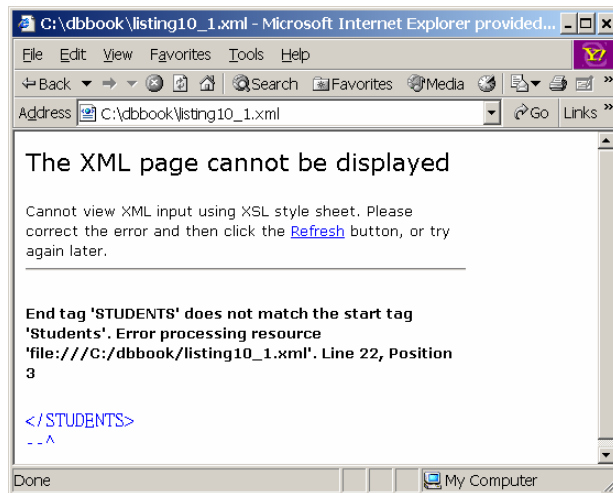 C:\dbbook\listing10_1.xml - Microsoft Internet Explorer provided...
File Edit View Favorites Tools Help
Back Search Favorites Media »
Address C:\dbbook\listing10_1.xml Go Links »
The XML page cannot be displayed
Cannot view XML input using XSL style sheet. Please
correct the error and then click the Refresh button, or try
again later.
End tag 'STUDENTS' does not match the start tag
'Students'. Error processing resource
'file:///C:/dbbook/listing10_1.xml'. Line 22, Position
3
</STUDENTS>
--^
Done My Computer